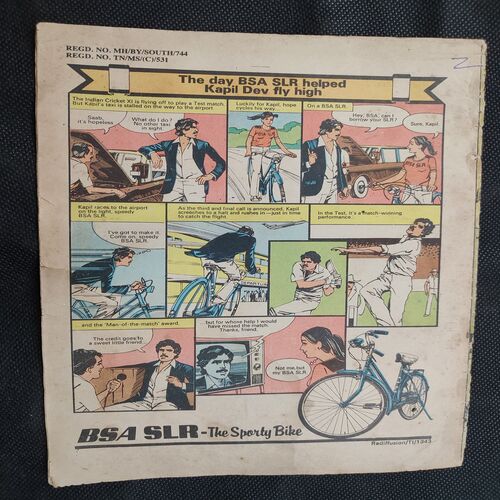 REGD. NO. MH/BY/SOUTH/744
REGD. NO. TN/MS/(C)/531
2
The day BSA SLR helped
Kapil Dev fly high
The Indian Cricket XI is flying off to play a Test match.
But Kapil's taxi is stalled on the way to the airport.
Saab,
it's hopeless
What do I do?
No other taxi
in sight.
Luckily for Kapil, hope
cycles his way...
On a BSA SLR.
Hey, BSA, can I
borrow your SLR?
Sure, Kapil.
BSA
SLR
Kapil races to the airport
on the light, speedy
BSA SLR.
I've got to make it.
Come on, speedy
BSA SLR.
As the third and final call is announced, Kapil
screeches to a halt and rushes in—just in time
to catch the flight.
DEPARTU
In the Test, it's a match-winning
performance...
and the 'Man-of-the-match' award.
The credit goes to
a sweet little friend...
...but for whose help I would
have missed the match.
Thanks, friend.
Not me, but
my BSA SLR.
BSA SLR-The Sporty Bike
Rediffusion/TI/1343